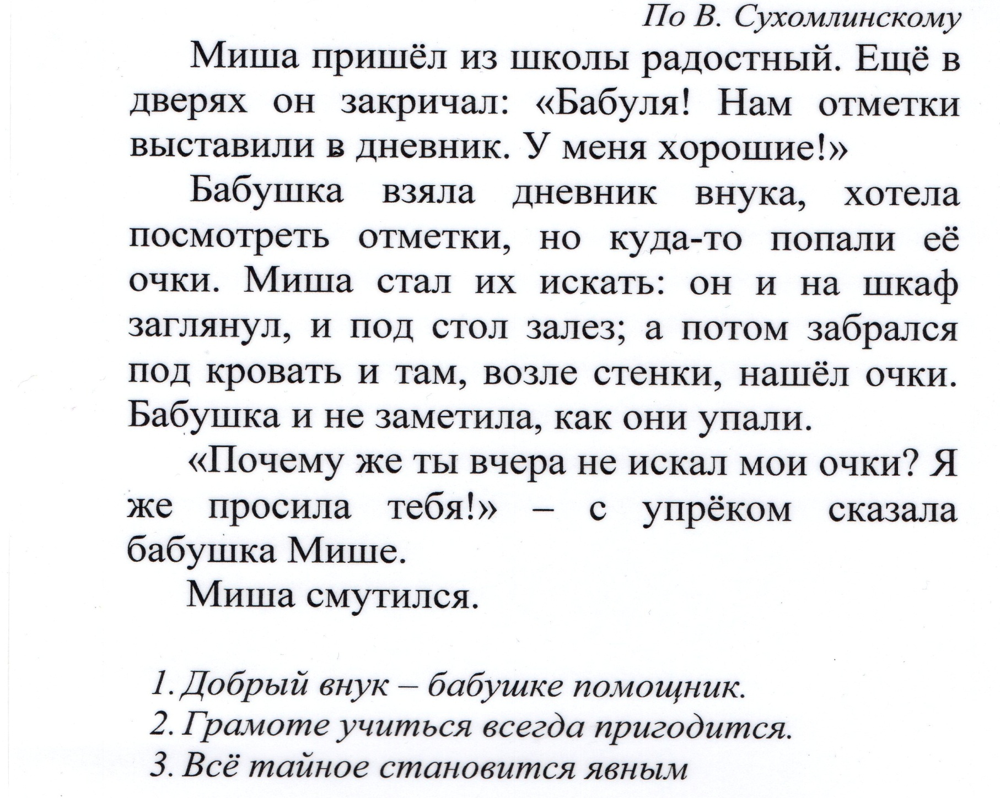 По В. Сухомлинскому
Миша пришёл из школы радостный. Ещё в
дверях он закричал: «Бабуля! Нам отметки
выставили в дневник. У меня хорошие!»
Бабушка взяла дневник внука, хотела
посмотреть отметки, но куда-то попали её
очки. Миша стал их искать: он и на шкаф
заглянул, и под стол залез; а потом забрался
под кровать и там, возле стенки, нашёл очки.
Бабушка и не заметила, как они упали.
«Почему же ты вчера не искал мои очки? Я
же просила тебя!» – с упрёком сказала
бабушка Мише.
Миша смутился.
1. Добрый внук – бабушке помощник.
2. Грамоте учиться всегда пригодится.
3. Всё тайное становится явным